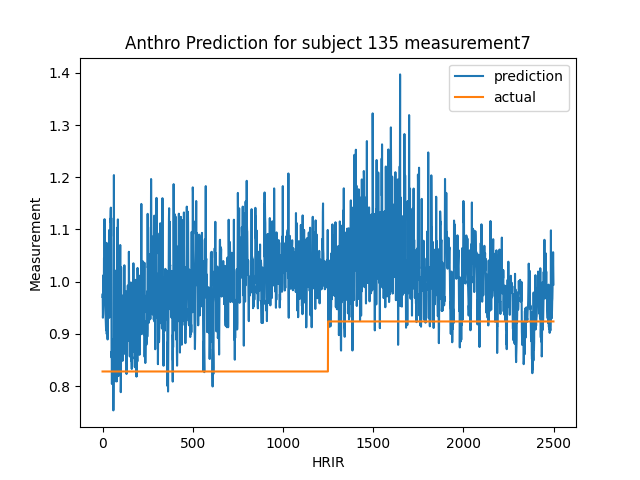 Anthro Prediction for subject 135 measurement7
prediction
actual
1.4
1.3
1.2
1.1
1.0
0.9
0.8
Measurement
0
500
1000
1500
2000
2500
HRIR